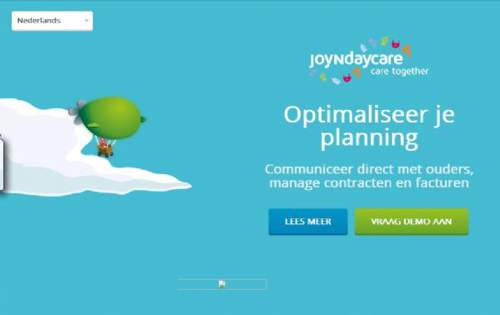 Nederlands
JOYNDAYCARE
care together
Optimaliseer je
planning
Communiceer direct met ouders,
manage contracten en facturen
LEES MEER
VRAAG DEMO AAN